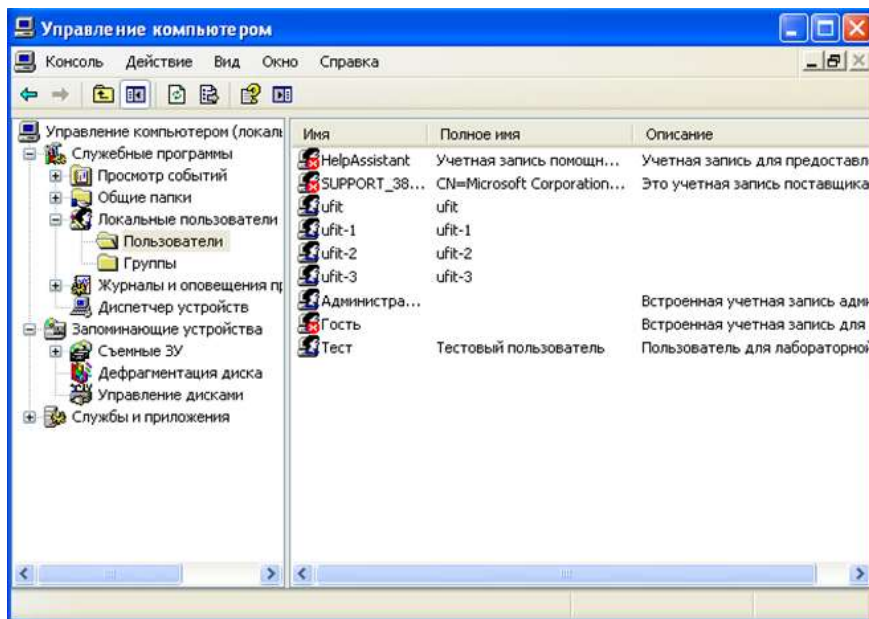 Управление компьютером
Консоль Действие Вид Окно Справка
Управление компьютером (локаль
Служебные программы
Просмотр событий
Общие папки
Локальные пользователи
Пользователи
Группы
Журналы и оповещения пр
Диспетчер устройств
Запоминающие устройства
Съемные ЗУ
Дефрагментация диска
Управление дисками
Службы и приложения
Имя Полное имя Описание
HelpAssistant Учетная запись помощн... Учетная запись для предоставл
SUPPORT_38... CN=Microsoft Corporation... Это учетная запись поставщика
ufit ufit
ufit-1 ufit-1
ufit-2 ufit-2
ufit-3 ufit-3
Администра... Встроенная учетная запись адми
Гость Встроенная учетная запись для
Тест Тестовый пользователь Пользователь для лабораторной